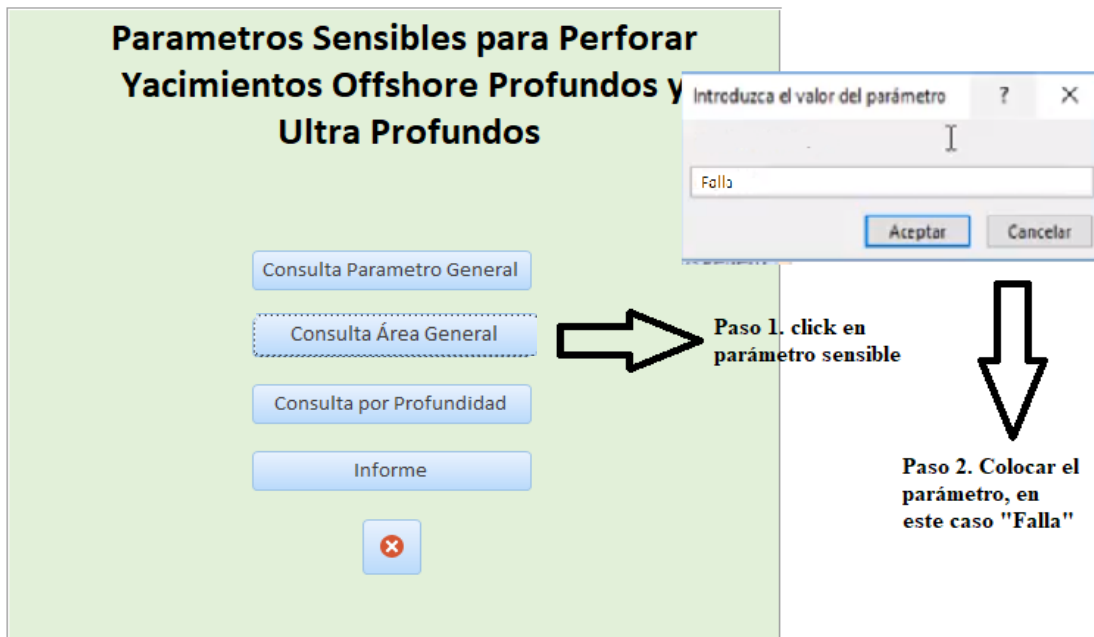 Parametros Sensibles para Perforar
Yacimientos Offshore Profundos y
Ultra Profundos
Introduzca el valor del parámetro ? X
Falla
Aceptar Cancelar
Consulta Parametro General
Consulta Área General
Consulta por Profundidad
Informe
Paso 1. click en
parámetro sensible
Paso 2. Colocar el
parámetro, en
este caso "Falla"